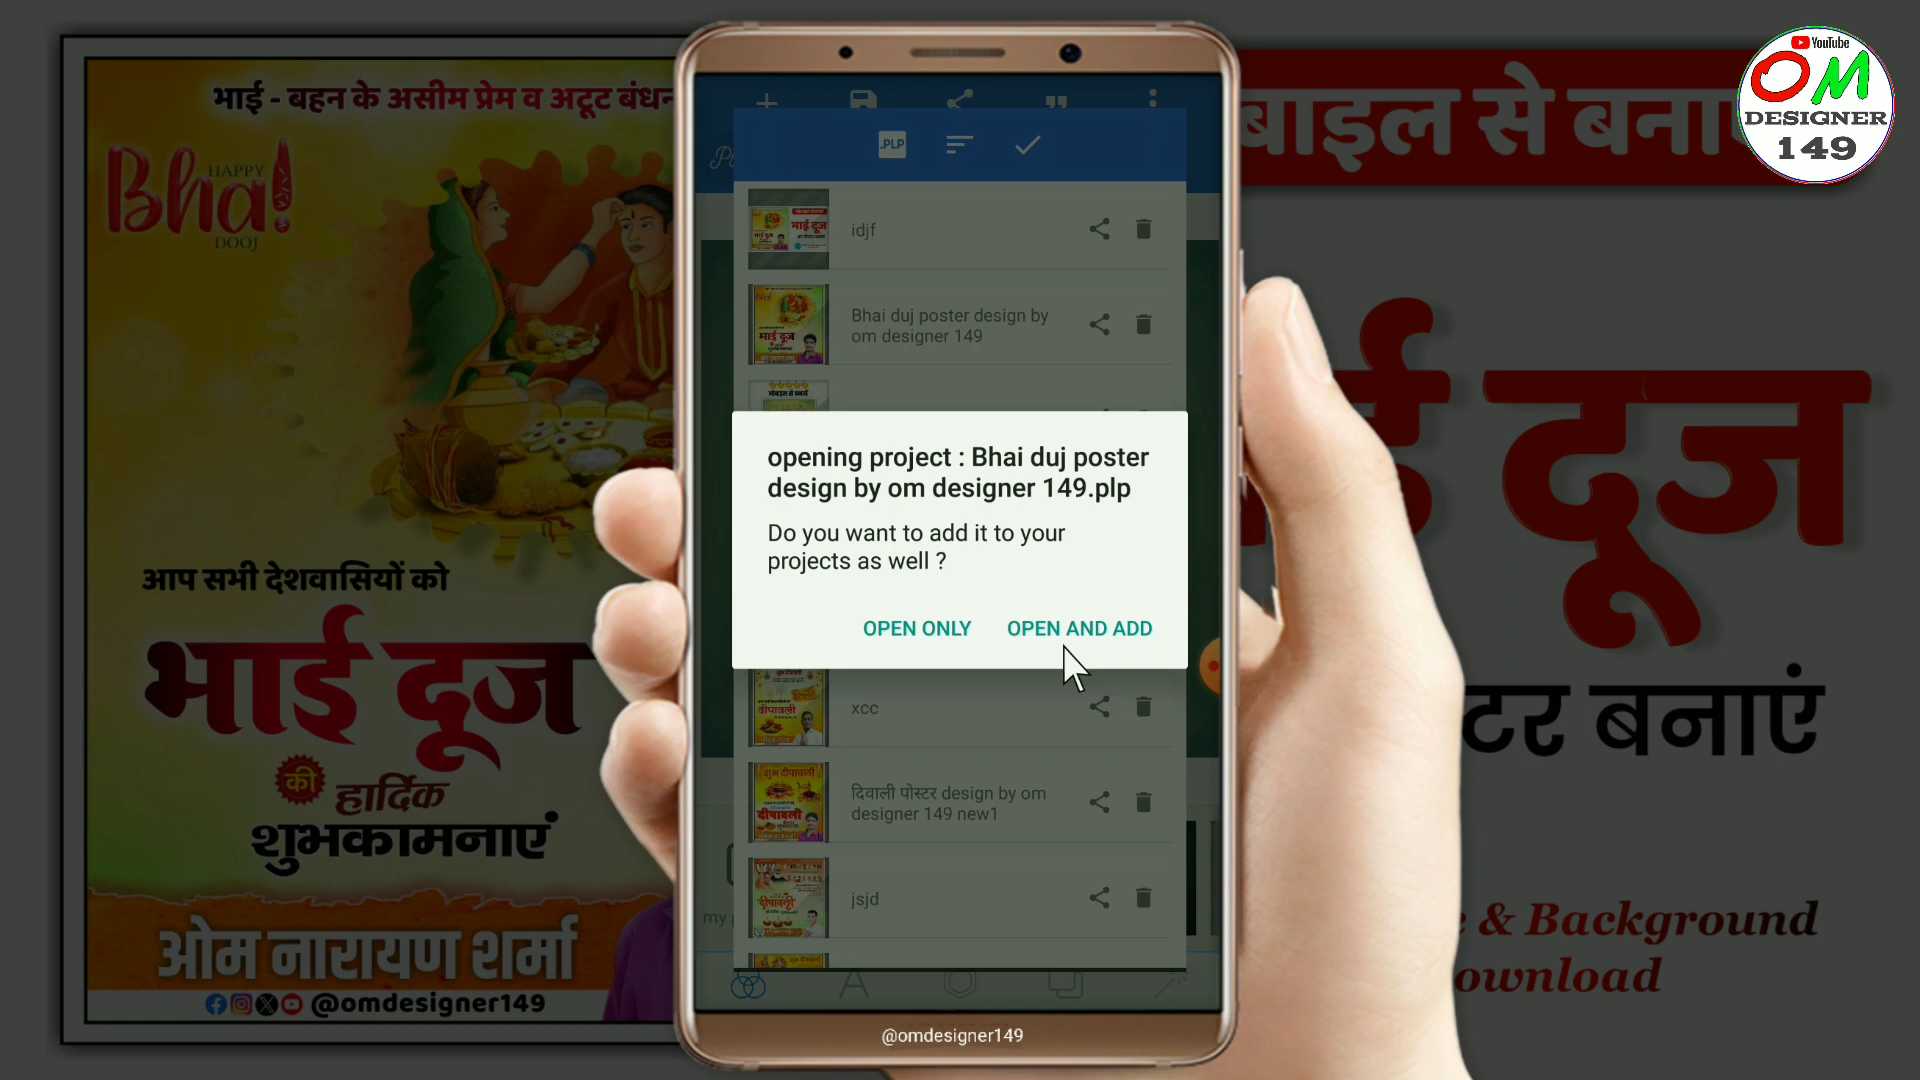 भाई - बहन के असीम प्रेम व अटूट बंधन
HAPPY
Bhai
DOOJ
आप सभी देशवासियों को
भाई दूज
की
हार्दिक
शुभकामनाएं
ओम नारायण शर्मा
@omdesigner149
.PLP
idjf
Bhai duj poster design by
om designer 149
opening project : Bhai duj poster
design by om designer 149.plp
Do you want to add it to your
projects as well ?
OPEN ONLY OPEN AND ADD
xcc
दिवाली पोस्टर design by om
designer 149 new1
jsjd
my
@omdesigner149
YouTube
OM
DESIGNER
149
से बनाए
दूज
बनाएं
& Background
ownload